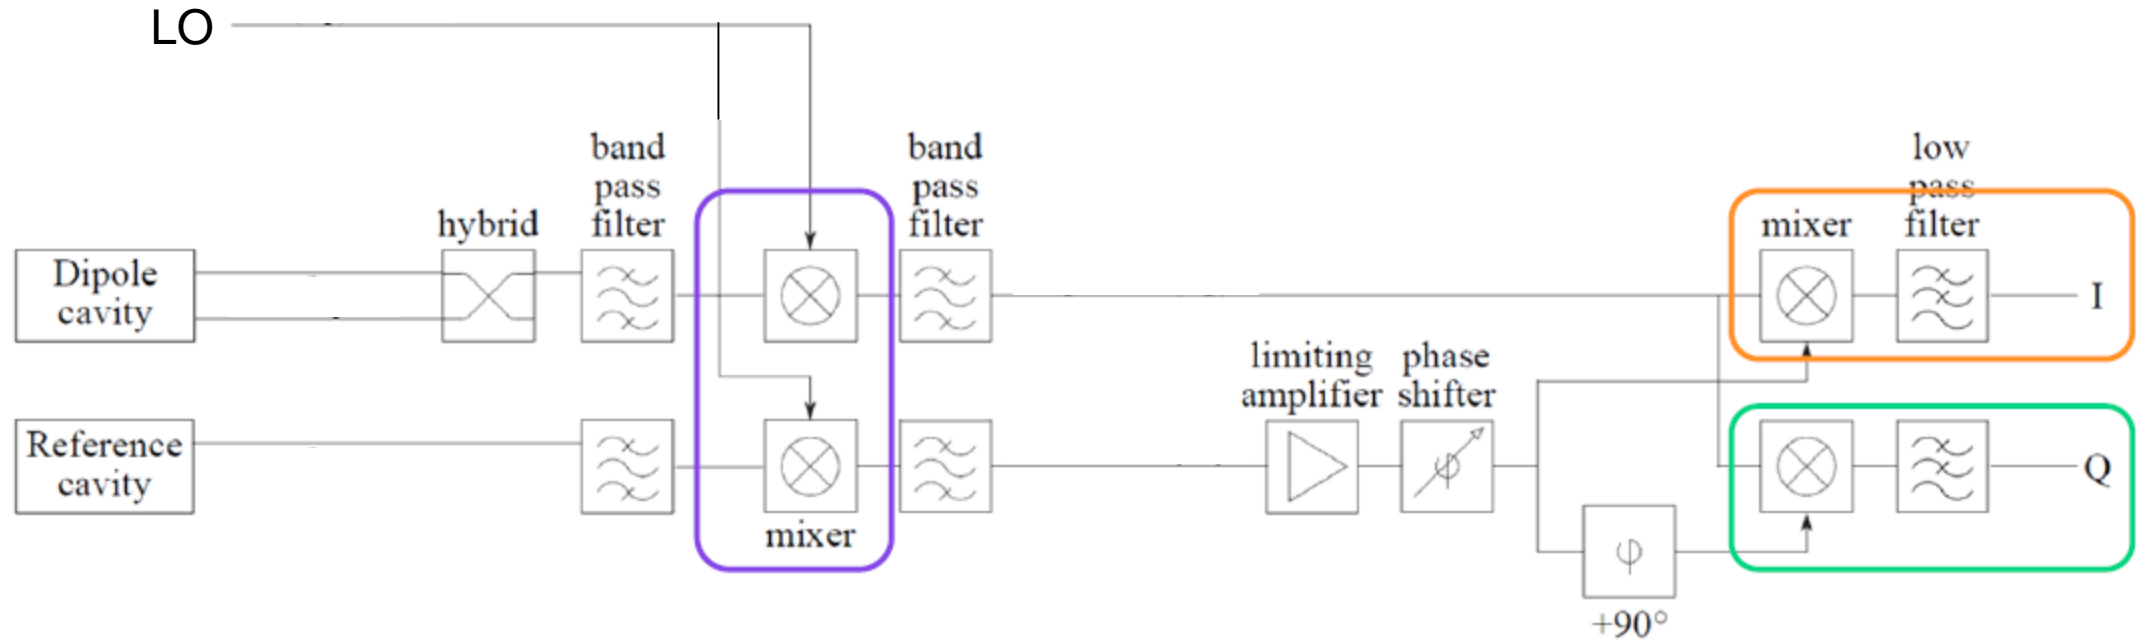 LO
band
pass
filter
band
pass
filter
low
pass
filter
hybrid
mixer
Dipole
cavity
I
limiting
amplifier
phase
shifter
Reference
cavity
φ
Q
mixer
φ
+90°